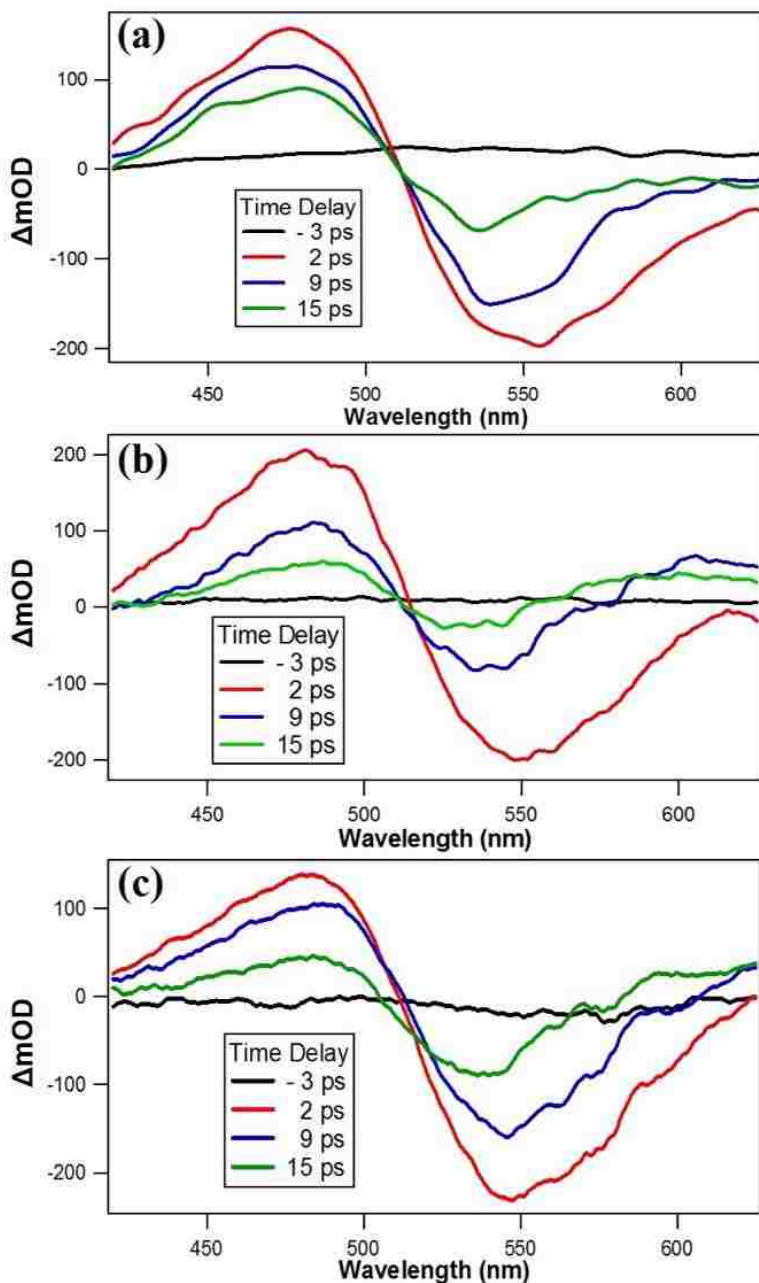 (a)
ΔmOD
100
0
-100
-200
Time Delay
- 3 ps
2 ps
9 ps
15 ps
450 500 550 600
Wavelength (nm)
(b)
ΔmOD
200
100
0
-100
-200
Time Delay
- 3 ps
2 ps
9 ps
15 ps
450 500 550 600
Wavelength (nm)
(c)
ΔmOD
100
0
-100
-200
Time Delay
- 3 ps
2 ps
9 ps
15 ps
450 500 550 600
Wavelength (nm)